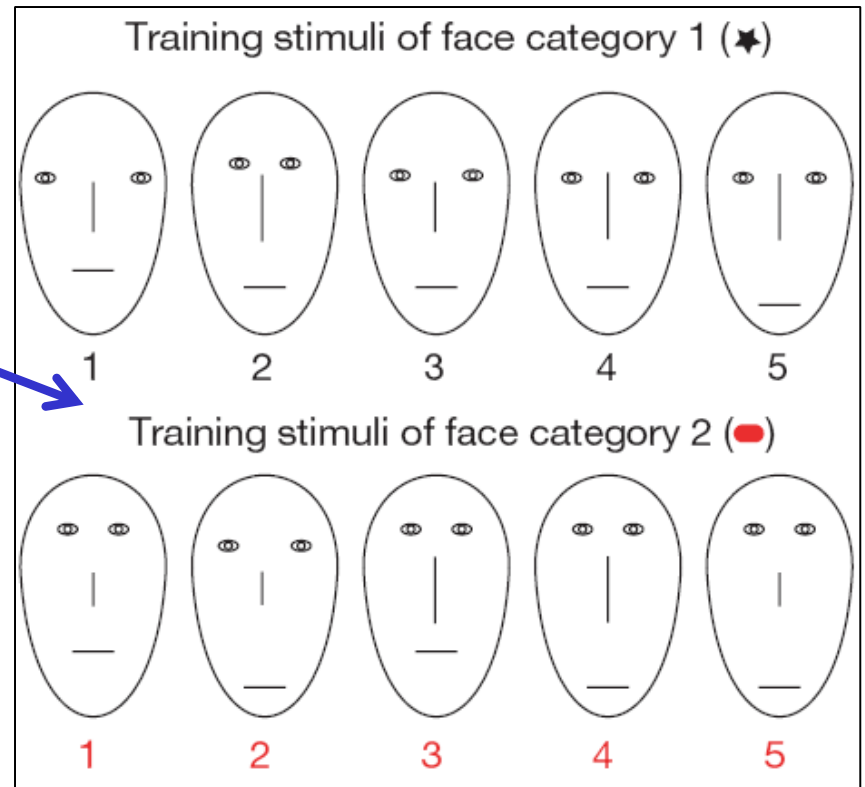 Training stimuli of face category 1 (★)
1 2 3 4 5
Training stimuli of face category 2 ()
1 2 3 4 5